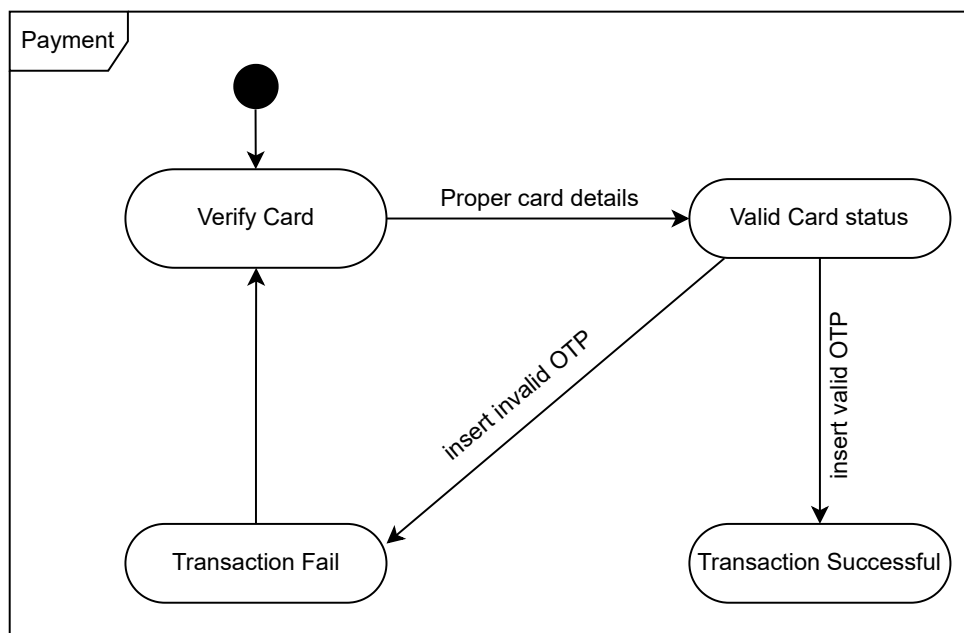 Payment
Verify Card
Proper card details
Valid Card status
insert invalid OTP
insert valid OTP
Transaction Fail
Transaction Successful